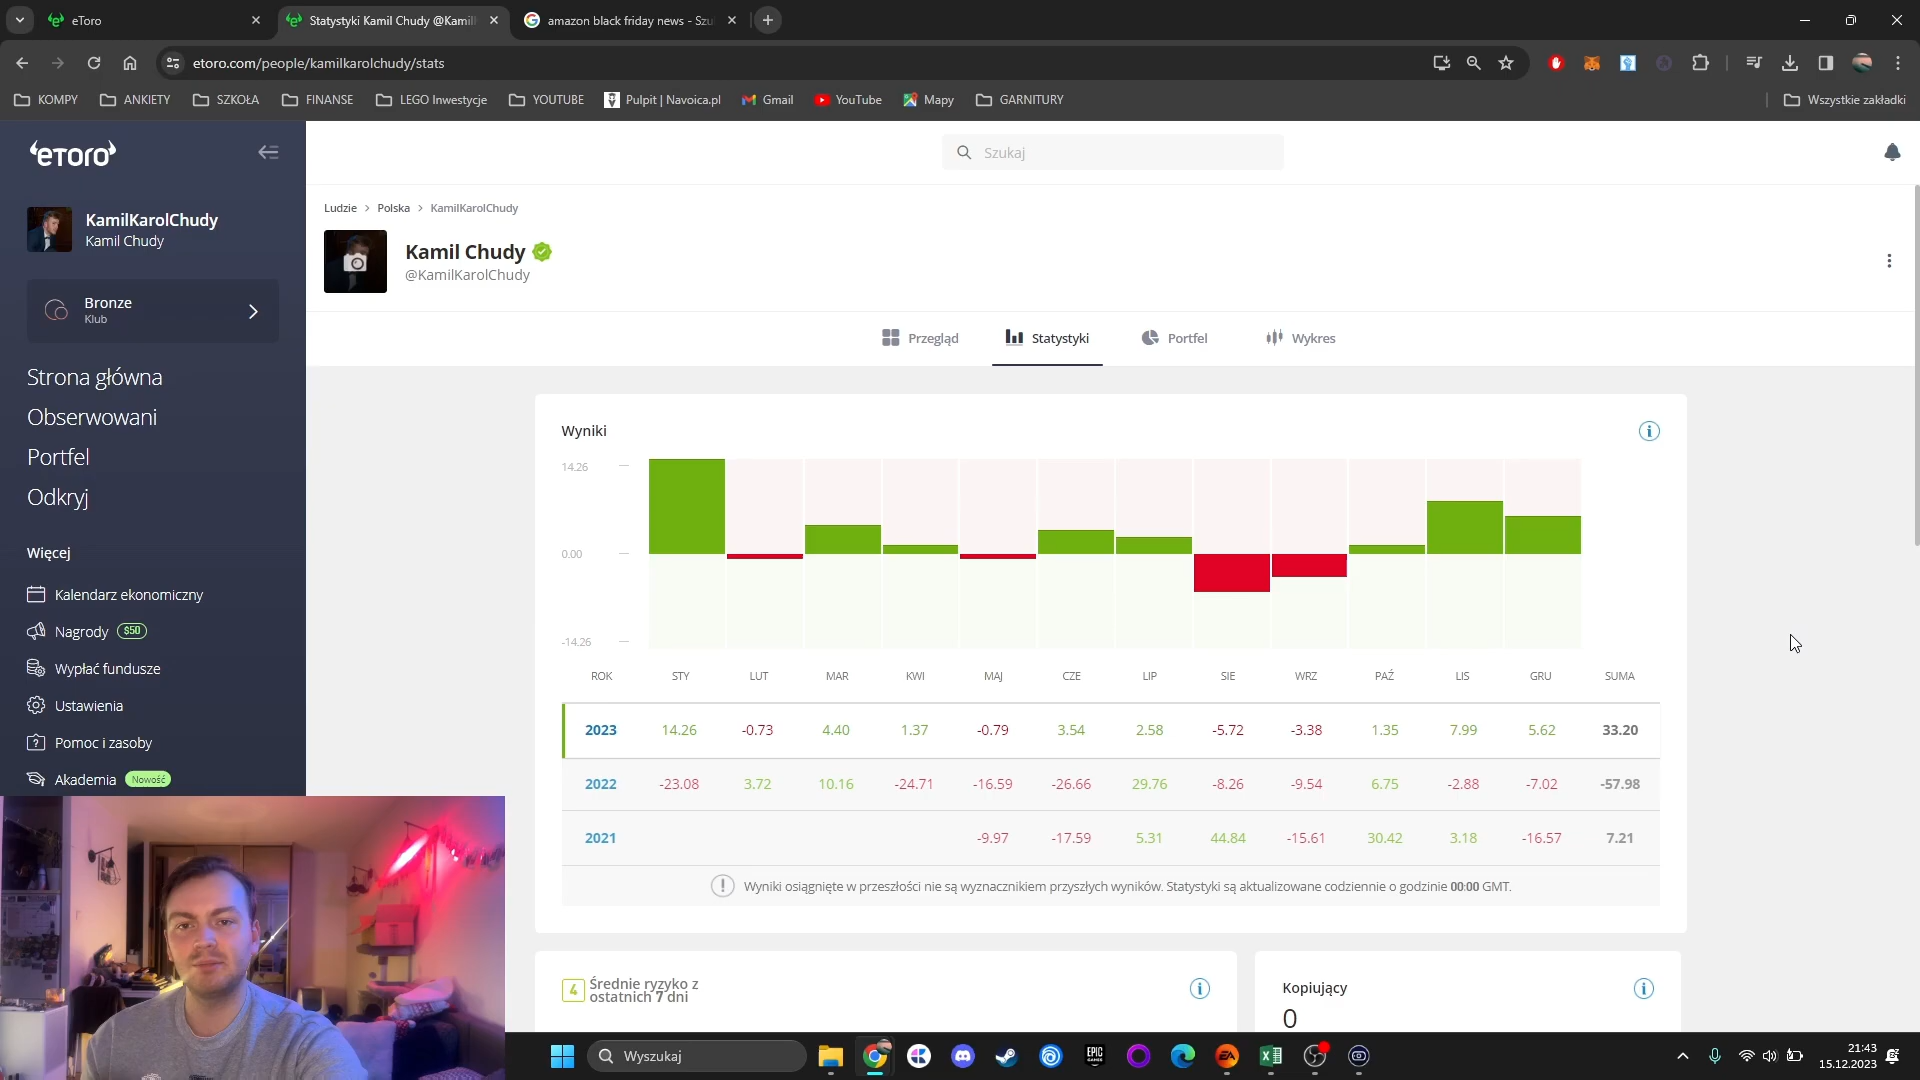 eToro
Statystyki Kamil Chudy @Kamil
amazon black friday news - Szu
etoro.com/people/kamilkarolchudy/stats
KOMPY
ANKIETY
SZKOŁA
FINANSE
LEGO Inwestycje
YOUTUBE
Pulpit | Navoica.pl
Gmail
YouTube
Mapy
GARNITURY
Wszystkie zakładki
eTORO
Szukaj
KamilKarolChudy
Kamil Chudy
Bronze
Klub
Strona główna
Obserwowani
Portfel
Odkryj
Więcej
Kalendarz ekonomiczny
Nagrody $50
Wypłać fundusze
Ustawienia
Pomoc i zasoby
Akademia Nowość
Ludzie > Polska > KamilKarolChudy
Kamil Chudy
@KamilKarolChudy
Przegląd
Statystyki
Portfel
Wykres
Wyniki
14.26
0.00
-14.26
ROK STY LUT MAR KWI MAJ CZE LIP SIE WRZ PAŹ LIS GRU SUMA
2023 14.26 -0.73 4.40 1.37 -0.79 3.54 2.58 -5.72 -3.38 1.35 7.99 5.62 33.20
2022 -23.08 3.72 10.16 -24.71 -16.59 -26.66 29.76 -8.26 -9.54 6.75 -2.88 -7.02 -57.98
2021 -9.97 -17.59 5.31 44.84 -15.61 30.42 3.18 -16.57 7.21
Wyniki osiągnięte w przeszłości nie są wyznacznikiem przyszłych wyników. Statystyki są aktualizowane codziennie o godzinie 00:00 GMT.
4 Średnie ryzyko z
ostatnich 7 dni
Kopiujący
0
Wyszukaj
EPIC
GAMES
EA
21:43
15.12.2023